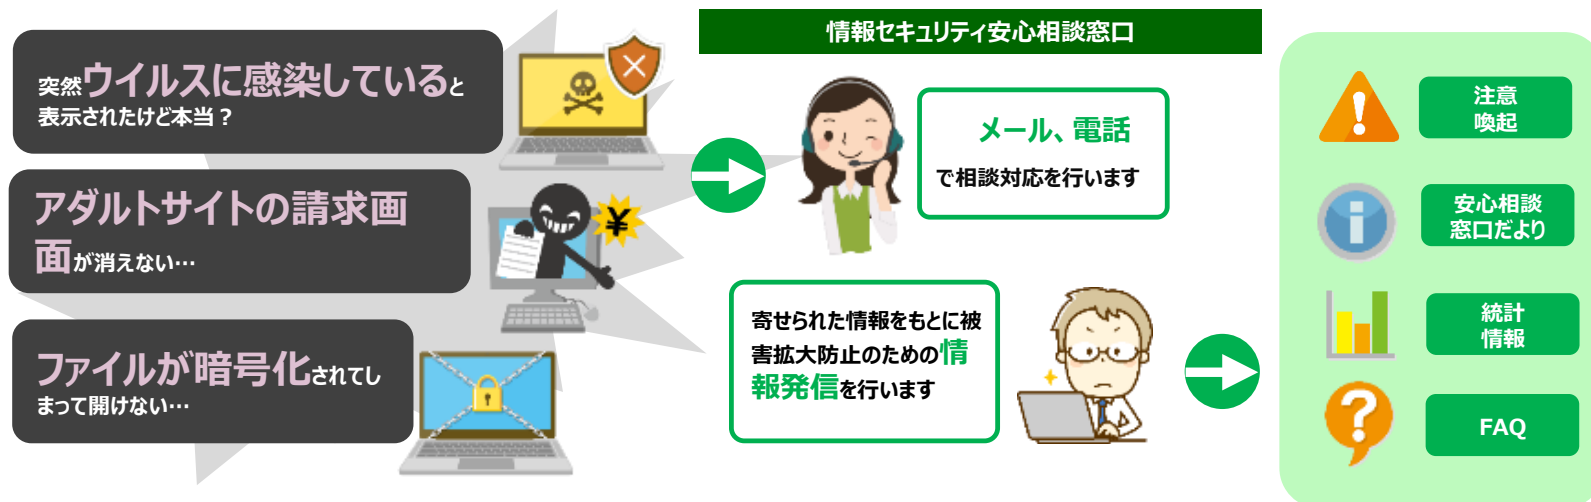 突然ウイルスに感染していると
表示されたけど本当？
アダルトサイトの請求画
面が消えない…
ファイルが暗号化されてし
まって開けない…
¥
情報セキュリティ安心相談窓口
メール、電話
で相談対応を行います
寄せられた情報をもとに被
害拡大防止のための情
報発信を行います
注意
喚起
安心相談
窓口だより
統計
情報
FAQ